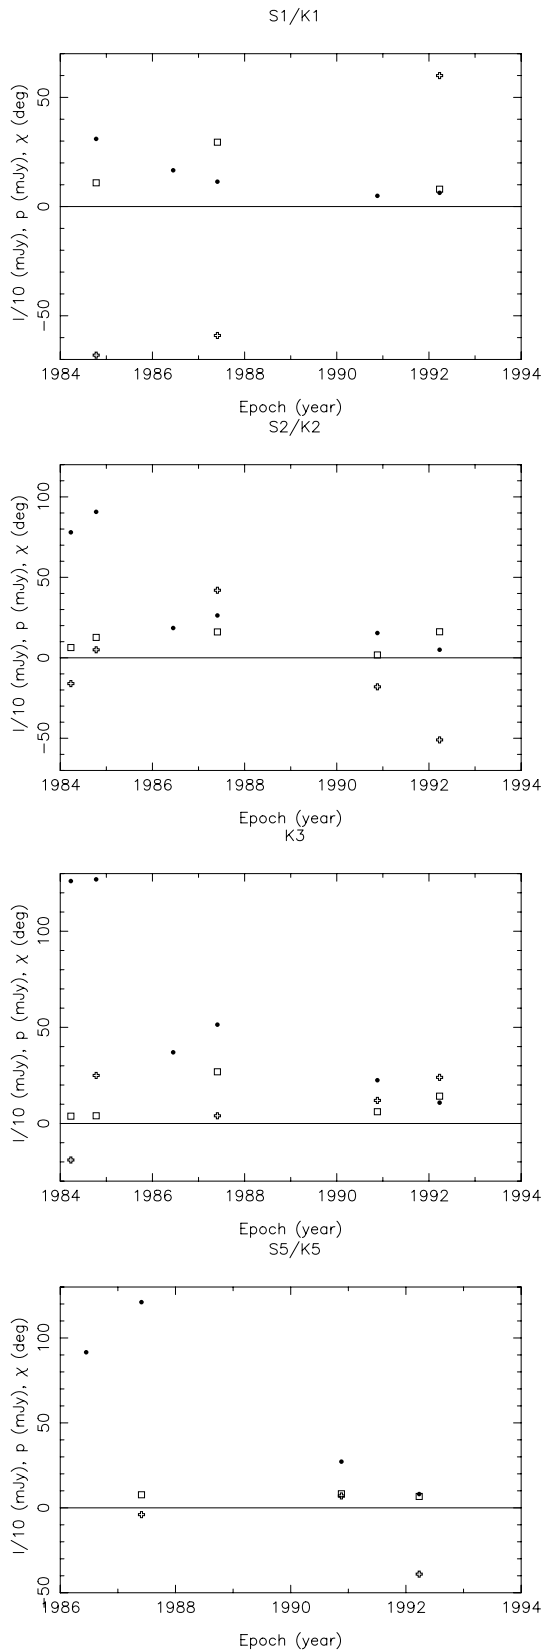 S1/K1
I/10 (mJy), p (mJy), χ (deg)
50
0
−50
1984 1986 1988 1990 1992 1994
Epoch (year)
S2/K2
I/10 (mJy), p (mJy), χ (deg)
100
50
0
−50
1984 1986 1988 1990 1992 1994
Epoch (year)
K3
I/10 (mJy), p (mJy), χ (deg)
100
50
0
1984 1986 1988 1990 1992 1994
Epoch (year)
S5/K5
I/10 (mJy), p (mJy), χ (deg)
100
50
0
50
1986 1988 1990 1992 1994
Epoch (year)